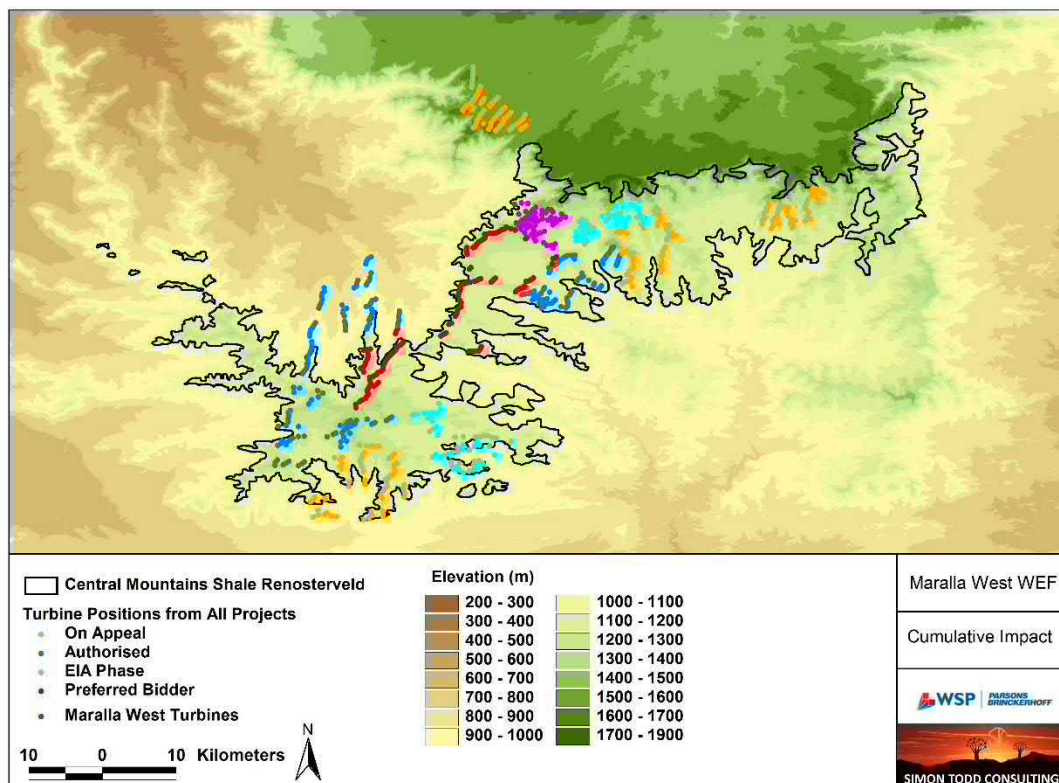 Central Mountains Shale Renosterveld
Turbine Positions from All Projects
On Appeal
Authorised
EIA Phase
Preferred Bidder
Maralla West Turbines
10 0 10 Kilometers
N
Elevation (m)
200 - 300
300 - 400
400 - 500
500 - 600
600 - 700
700 - 800
800 - 900
900 - 1000
1000 - 1100
1100 - 1200
1200 - 1300
1300 - 1400
1400 - 1500
1500 - 1600
1600 - 1700
1700 - 1900
Maralla West WEF
Cumulative Impact
WSP PARSONS
BRINCKERHOFF
SIMON TODD CONSULTING